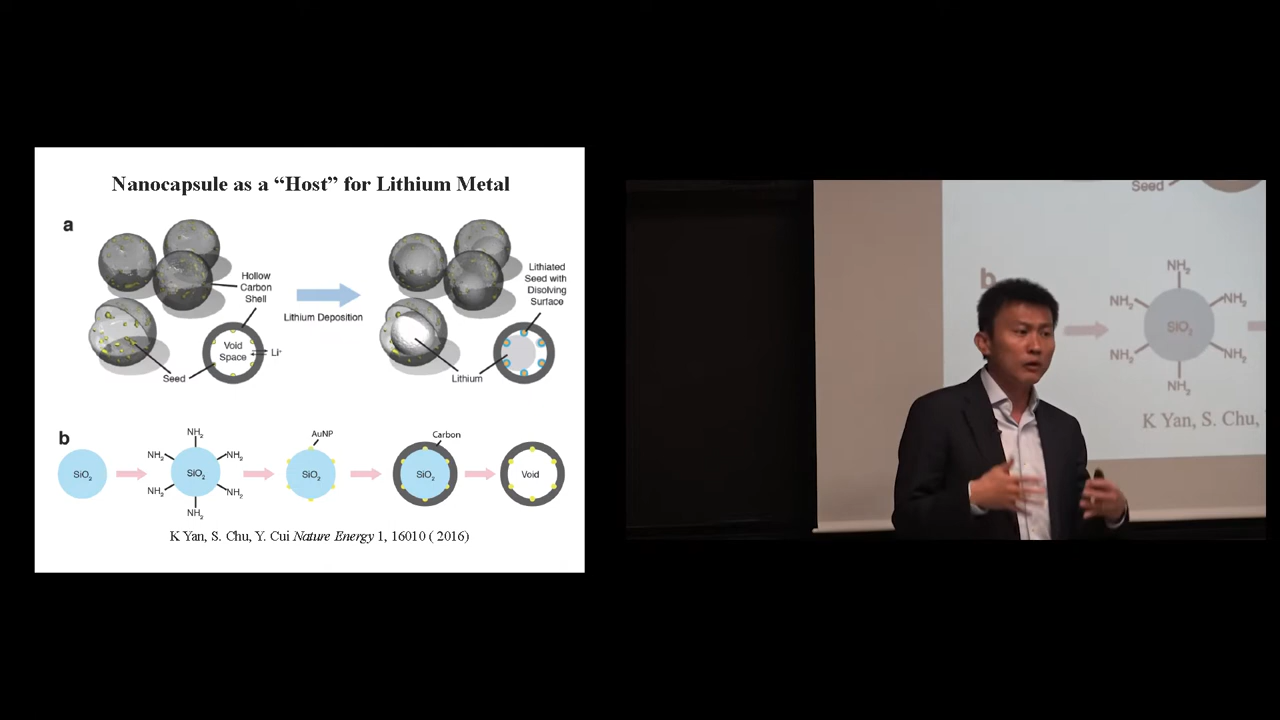 Nanocapsule as a “Host” for Lithium Metal
a
Hollow
Carbon
Shell
Lithium Deposition
Void
Space
Li⁺
Seed
Lithiated
Seed with
Disolving
Surface
Lithium
b
SiO₂
NH₂
NH₂
NH₂
SiO₂
NH₂
NH₂
NH₂
AuNP
SiO₂
Carbon
SiO₂
Void
K Yan, S. Chu, Y. Cui Nature Energy 1, 16010 ( 2016)
Seed
b
NH₂
NH₂
NH₂
SiO₂
NH₂
NH₂
NH₂
K Yan, S. Chu,